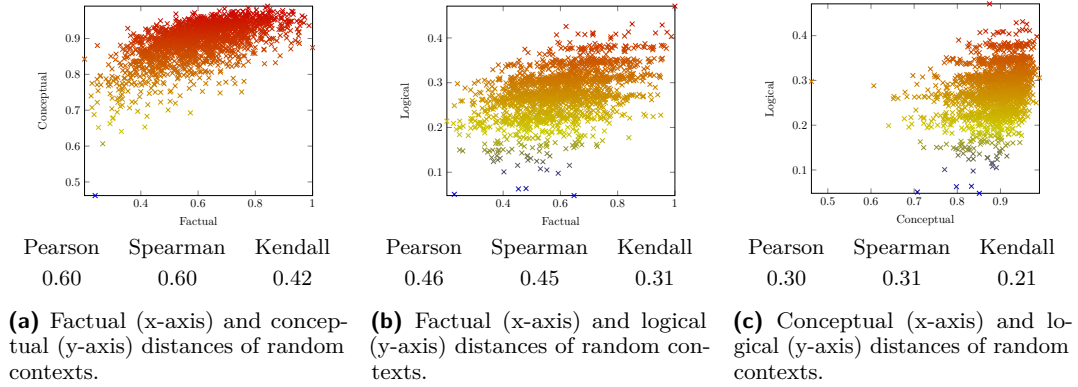 0.9
0.8
0.7
0.6
0.5
Conceptual
0.4
0.6
0.8
1
Factual
Pearson Spearman Kendall
0.60 0.60 0.42
(a) Factual (x-axis) and concep-
tual (y-axis) distances of random
contexts.
0.4
0.3
0.2
0.1
Logical
0.4
0.6
0.8
1
Factual
Pearson Spearman Kendall
0.46 0.45 0.31
(b) Factual (x-axis) and logical
(y-axis) distances of random con-
texts.
0.4
0.3
0.2
0.1
Logical
0.5
0.6
0.7
0.8
0.9
Conceptual
Pearson Spearman Kendall
0.30 0.31 0.21
(c) Conceptual (x-axis) and lo-
gical (y-axis) distances of random
contexts.